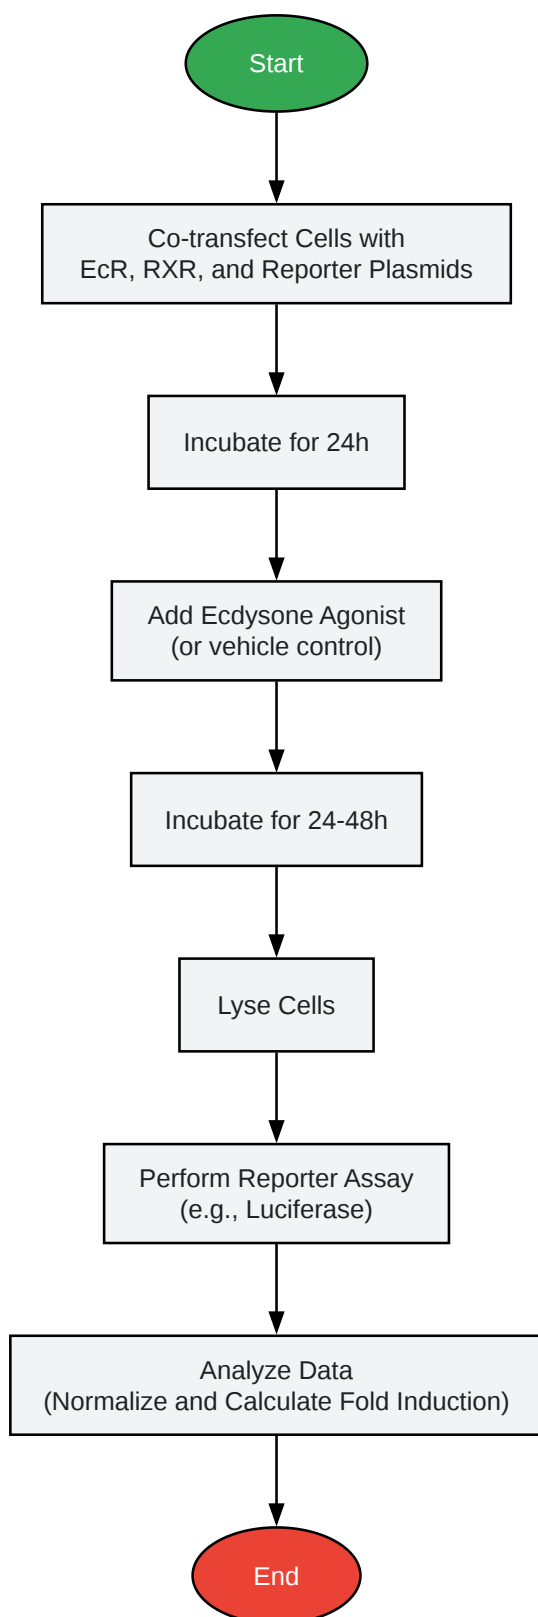 Start
Co-transfect Cells with
EcR, RXR, and Reporter Plasmids
Incubate for 24h
Add Ecdysone Agonist
(or vehicle control)
Incubate for 24-48h
Lyse Cells
Perform Reporter Assay
(e.g., Luciferase)
Analyze Data
(Normalize and Calculate Fold Induction)
End